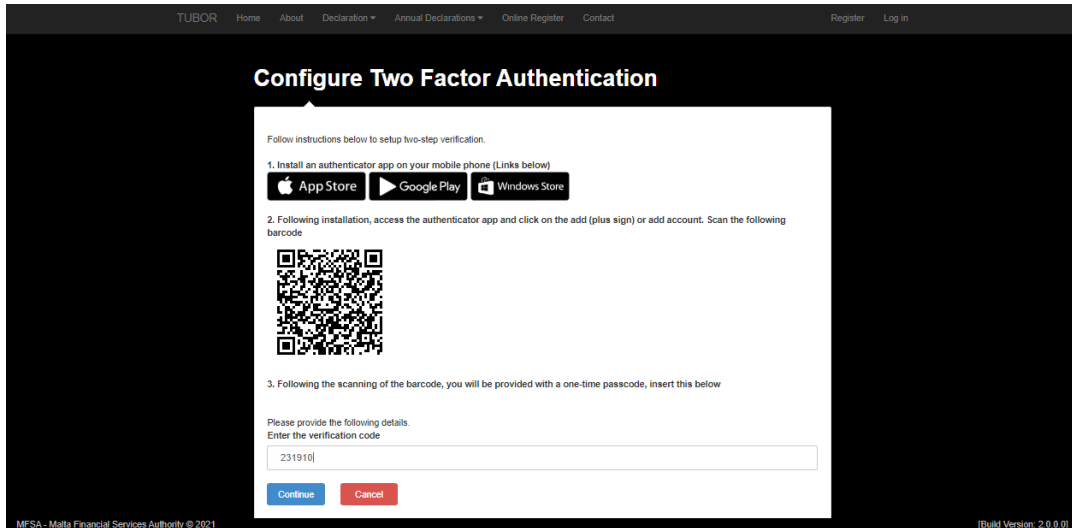 TUBOR Home About Declaration Annual Declarations Online Register Contact Register Log in
Configure Two Factor Authentication
Follow instructions below to setup two-step verification.
1. Install an authenticator app on your mobile phone (Links below)
App Store Google Play Windows Store
2. Following installation, access the authenticator app and click on the add (plus sign) or add account. Scan the following
barcode
3. Following the scanning of the barcode, you will be provided with a one-time passcode, insert this below
Please provide the following details.
Enter the verification code
231910
Continue Cancel
MFSA - Malta Financial Services Authority © 2021 [Build Version: 2.0.0.0]